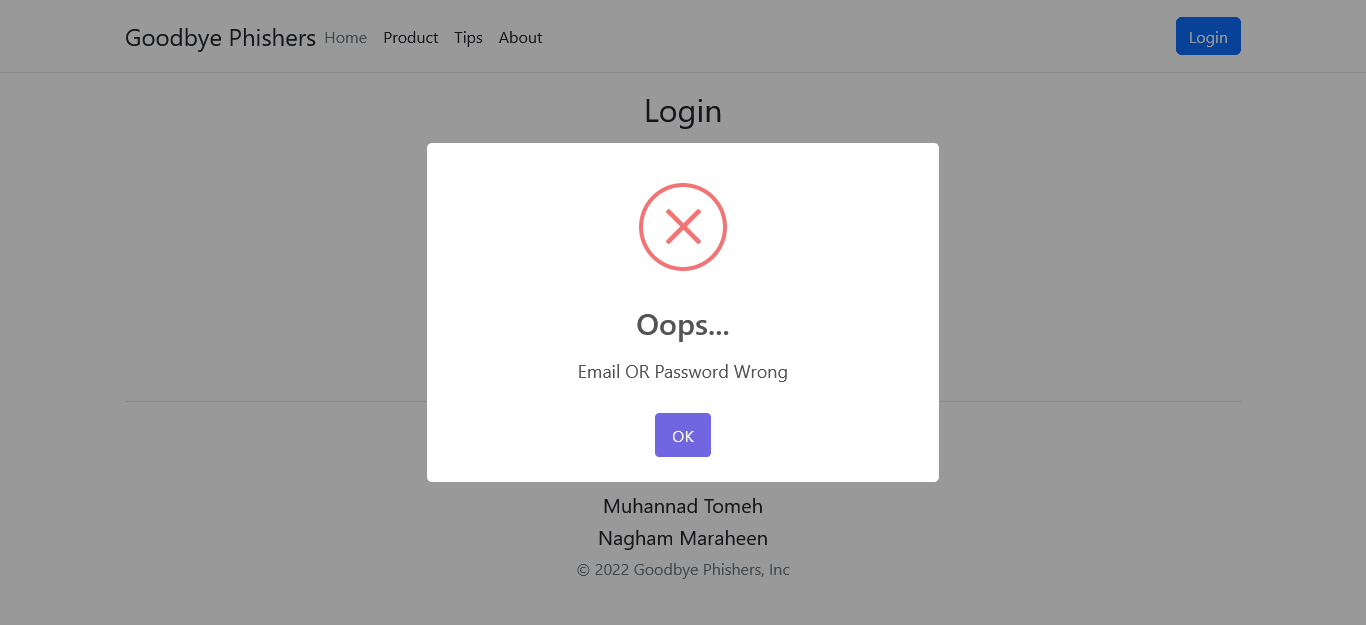 Goodbye Phishers Home Product Tips About Login
Login
Oops...
Email OR Password Wrong
OK
Muhannad Tomeh
Nagham Maraheen
© 2022 Goodbye Phishers, Inc